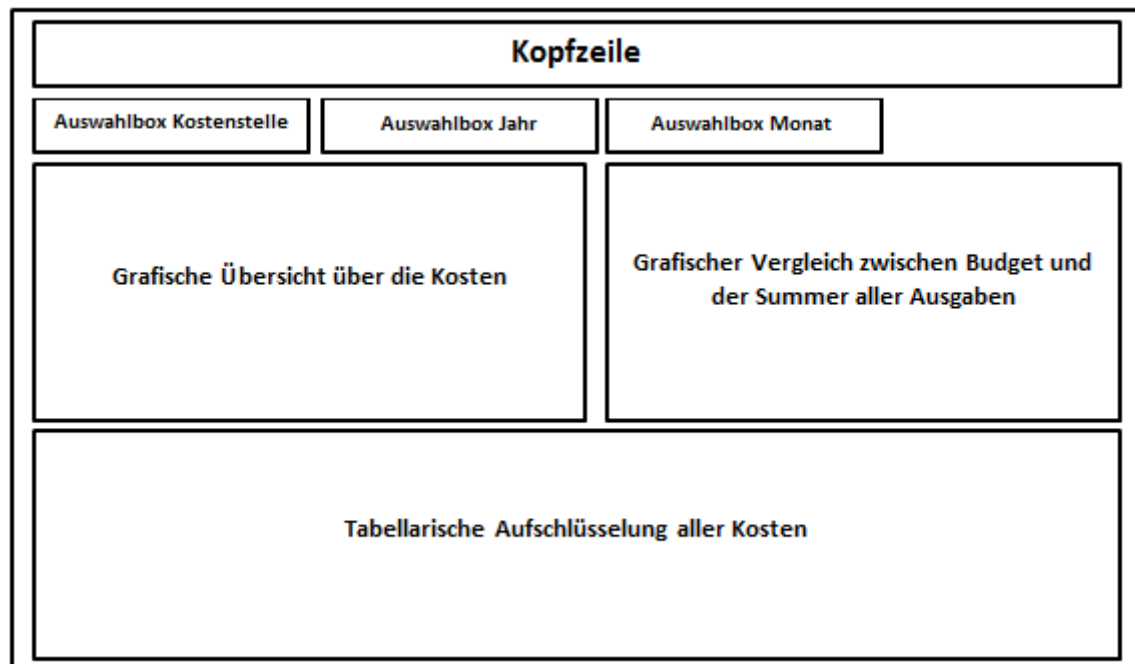 Kopfzeile
Auswahlbox Kostenstelle
Auswahlbox Jahr
Auswahlbox Monat
Grafische Übersicht über die Kosten
Grafischer Vergleich zwischen Budget und
der Summer aller Ausgaben
Tabellarische Aufschlüsselung aller Kosten